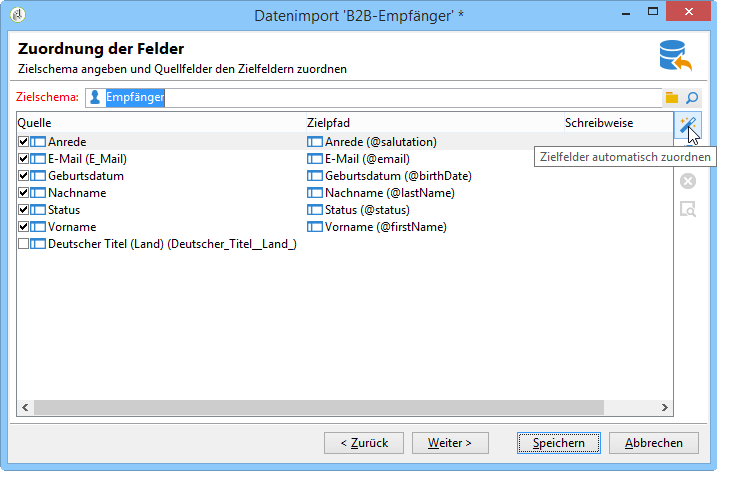 Datenimport 'B2B-Empfänger' *
Zuordnung der Felder
Zielschema angeben und Quellfelder den Zielfeldern zuordnen
Zielschema: Empfänger
Quelle Zielpfad Schreibweise
Anrede Anrede (@salutation)
E-Mail (E_Mail) E-Mail (@email)
Zielfelder automatisch zuordnen
Geburtsdatum Geburtsdatum (@birthDate)
Nachname Nachname (@lastName)
Status Status (@status)
Vorname Vorname (@firstName)
Deutscher Titel (Land) (Deutscher_Titel__Land_)
< Zurück Weiter > Speichern Abbrechen